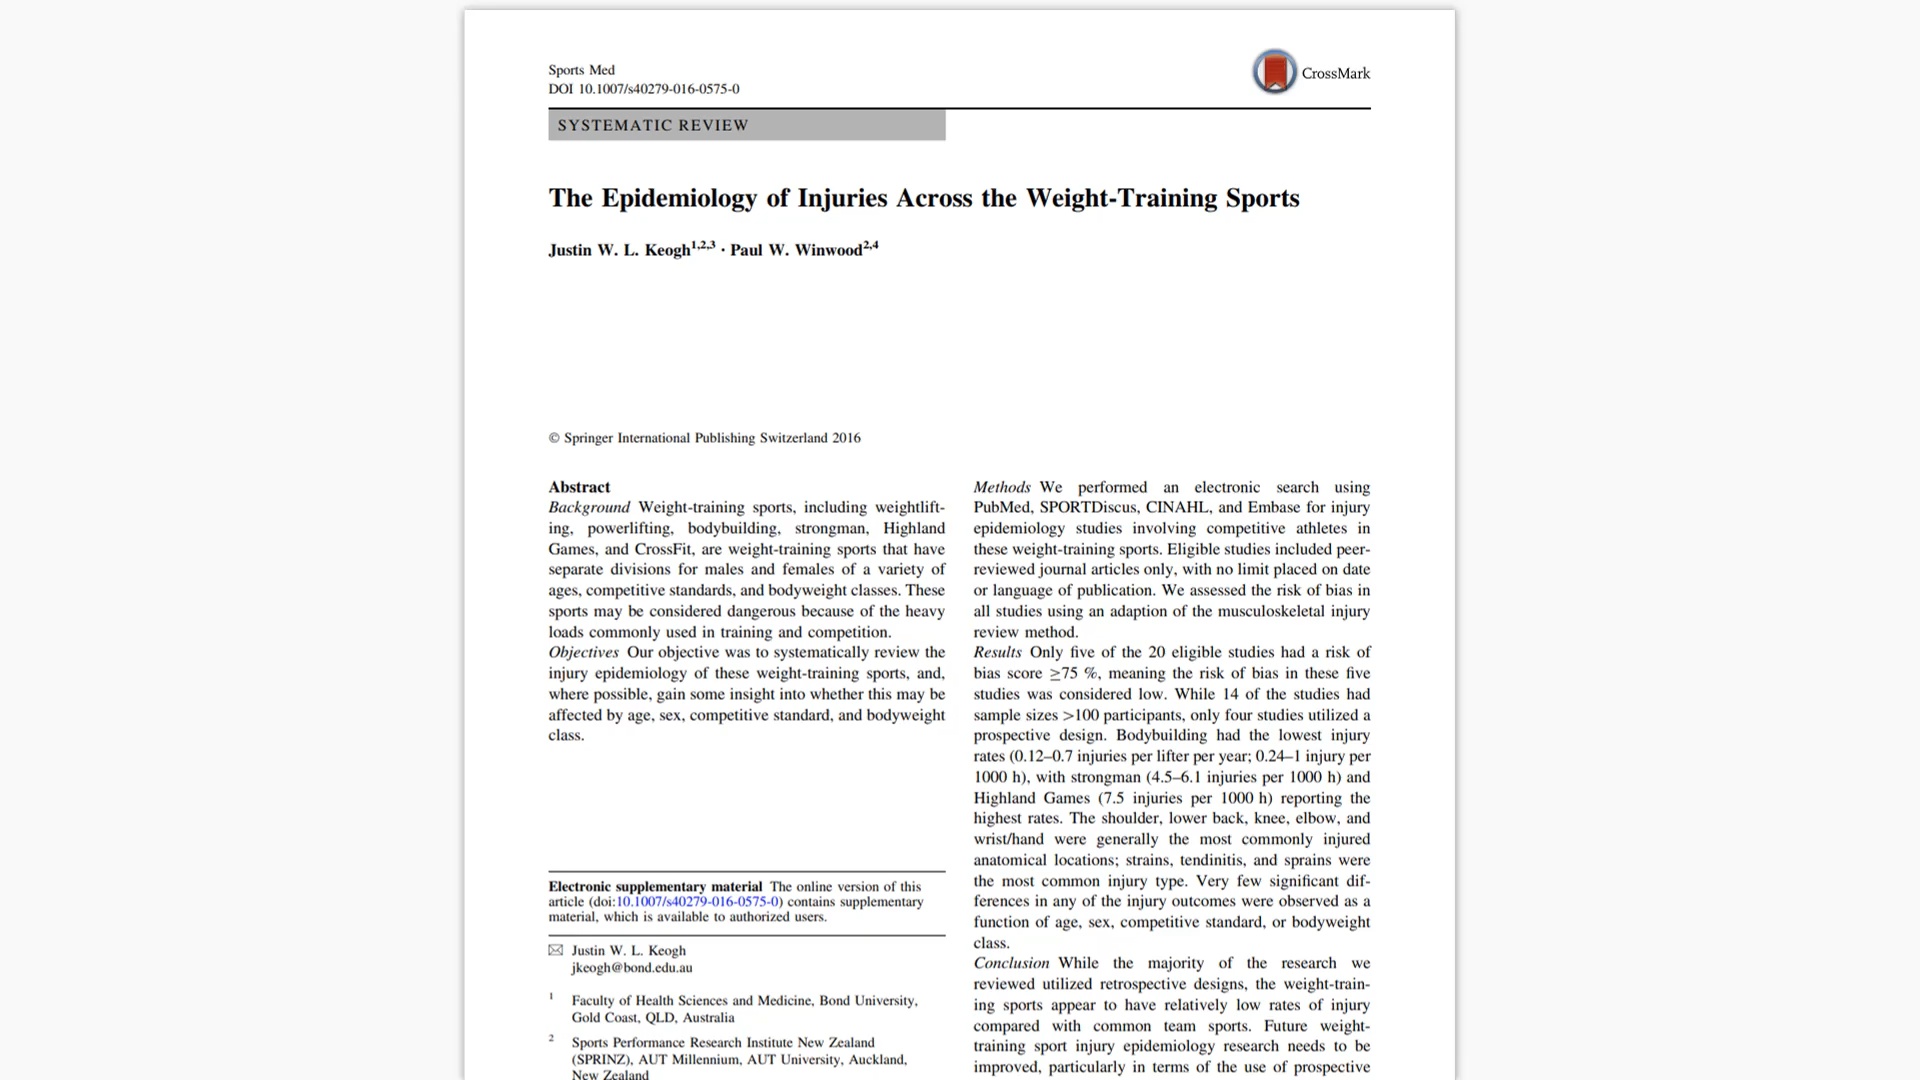 Sports Med
DOI 10.1007/s40279-016-0575-0
CrossMark
SYSTEMATIC REVIEW
The Epidemiology of Injuries Across the Weight-Training Sports
Justin W. L. Keogh1,2,3 · Paul W. Winwood2,4
© Springer International Publishing Switzerland 2016
Abstract
Background Weight-training sports, including weightlift-
ing, powerlifting, bodybuilding, strongman, Highland
Games, and CrossFit, are weight-training sports that have
separate divisions for males and females of a variety of
ages, competitive standards, and bodyweight classes. These
sports may be considered dangerous because of the heavy
loads commonly used in training and competition.
Objectives Our objective was to systematically review the
injury epidemiology of these weight-training sports, and,
where possible, gain some insight into whether this may be
affected by age, sex, competitive standard, and bodyweight
class.
Electronic supplementary material The online version of this
article (doi:10.1007/s40279-016-0575-0) contains supplementary
material, which is available to authorized users.
Justin W. L. Keogh
jkeogh@bond.edu.au
1 Faculty of Health Sciences and Medicine, Bond University,
Gold Coast, QLD, Australia
2 Sports Performance Research Institute New Zealand
(SPRINZ), AUT Millennium, AUT University, Auckland,
New Zealand
Methods We performed an electronic search using
PubMed, SPORTDiscus, CINAHL, and Embase for injury
epidemiology studies involving competitive athletes in
these weight-training sports. Eligible studies included peer-
reviewed journal articles only, with no limit placed on date
or language of publication. We assessed the risk of bias in
all studies using an adaption of the musculoskeletal injury
review method.
Results Only five of the 20 eligible studies had a risk of
bias score ≥75 %, meaning the risk of bias in these five
studies was considered low. While 14 of the studies had
sample sizes >100 participants, only four studies utilized a
prospective design. Bodybuilding had the lowest injury
rates (0.12–0.7 injuries per lifter per year; 0.24–1 injury per
1000 h), with strongman (4.5–6.1 injuries per 1000 h) and
Highland Games (7.5 injuries per 1000 h) reporting the
highest rates. The shoulder, lower back, knee, elbow, and
wrist/hand were generally the most commonly injured
anatomical locations; strains, tendinitis, and sprains were
the most common injury type. Very few significant dif-
ferences in any of the injury outcomes were observed as a
function of age, sex, competitive standard, or bodyweight
class.
Conclusion While the majority of the research we
reviewed utilized retrospective designs, the weight-train-
ing sports appear to have relatively low rates of injury
compared with common team sports. Future weight-
training sport injury epidemiology research needs to be
improved, particularly in terms of the use of prospective